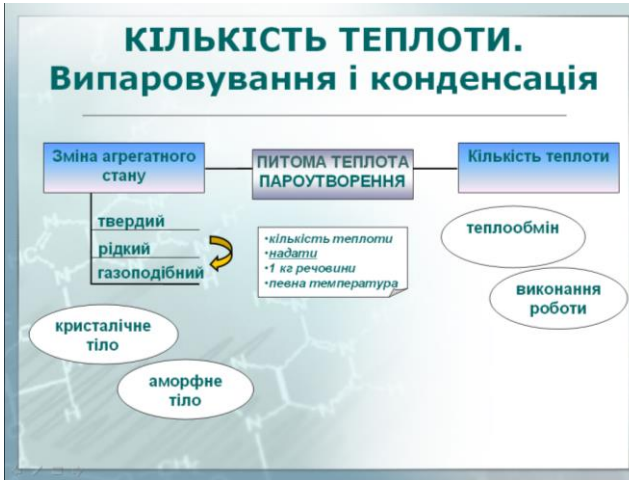 КІЛЬКІСТЬ ТЕПЛОТИ.
Випаровування і конденсація
Зміна агрегатного
стану
ПИТОМА ТЕПЛОТА
ПАРОУТВОРЕННЯ
Кількість теплоти
твердий
рідкий
газоподібний
•кількість теплоти
•надати
•1 кг речовини
•певна температура
теплообмін
виконання
роботи
кристалічне
тіло
аморфне
тіло